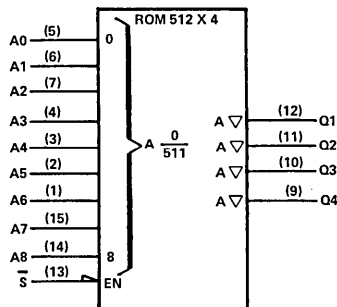 ROM 512 X 4
A0 (5) 0
A1 (6)
A2 (7)
A3 (4)
A4 (3)
A5 (2)
A6 (1)
A7 (15)
A8 (14) 8
S̅ (13) EN
A 0/511
A ▽ (12) Q1
A ▽ (11) Q2
A ▽ (10) Q3
A ▽ (9) Q4